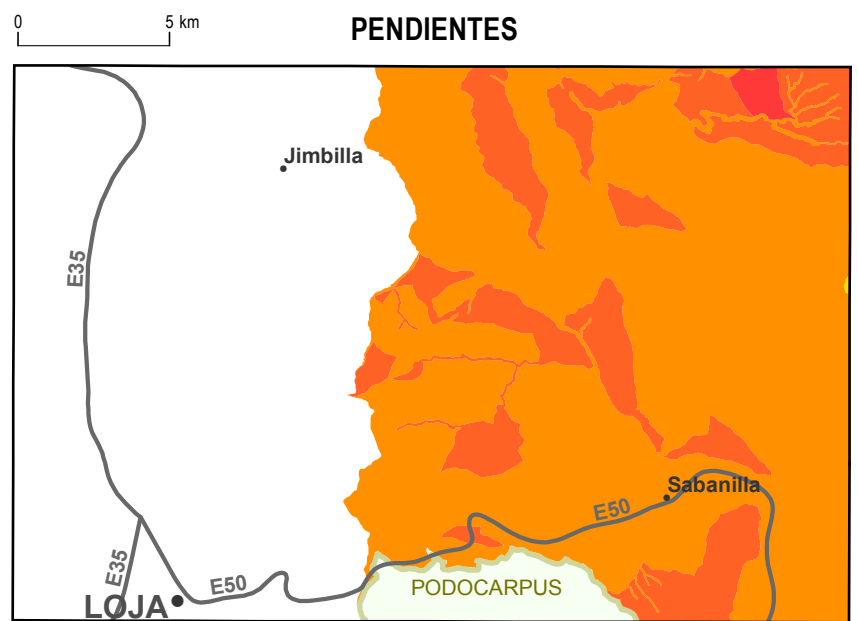 0 5 km
PENDIENTES
Jimbilla
E35
Sabanilla
E50
E35
E50
PODOCARPUS
LOJA